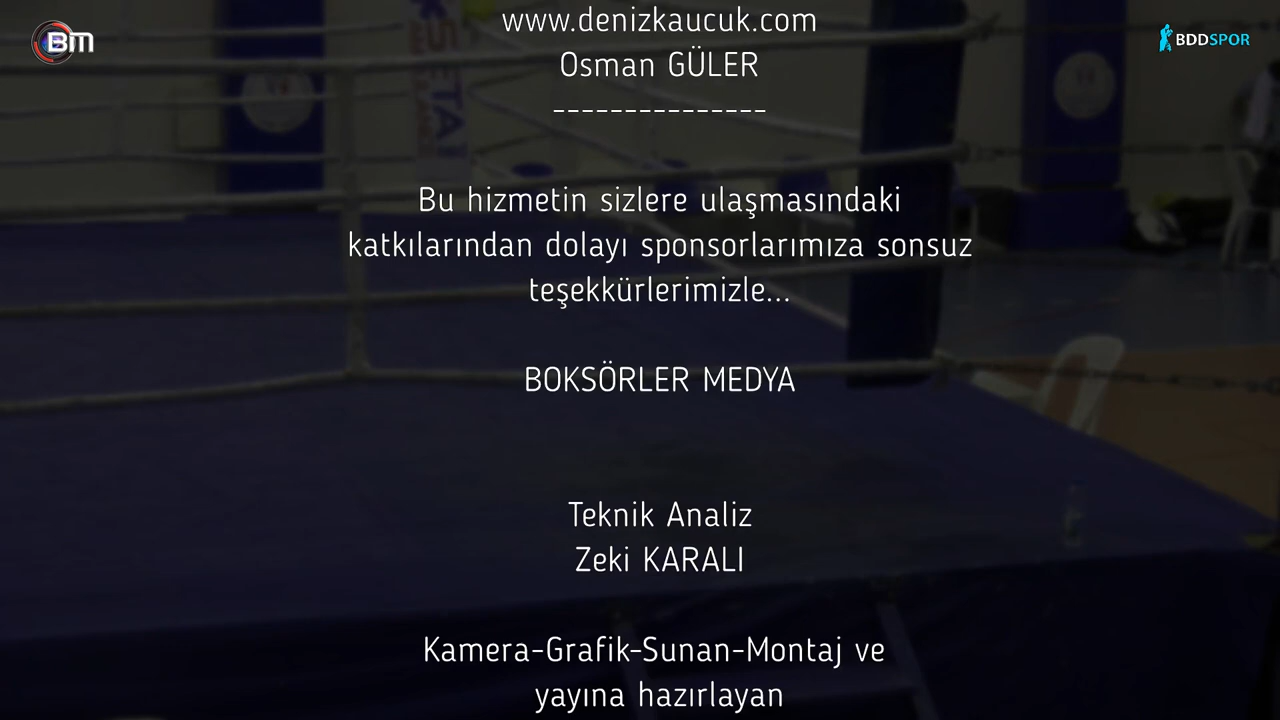 www.denizkaucuk.com
BM
BDDSPOR
Osman GÜLER
---------------
Bu hizmetin sizlere ulaşmasındaki
katkılarından dolayı sponsorlarımıza sonsuz
teşekkürlerimizle...
BOKSÖRLER MEDYA
Teknik Analiz
Zeki KARALI
Kamera-Grafik-Sunan-Montaj ve
yayına hazırlayan